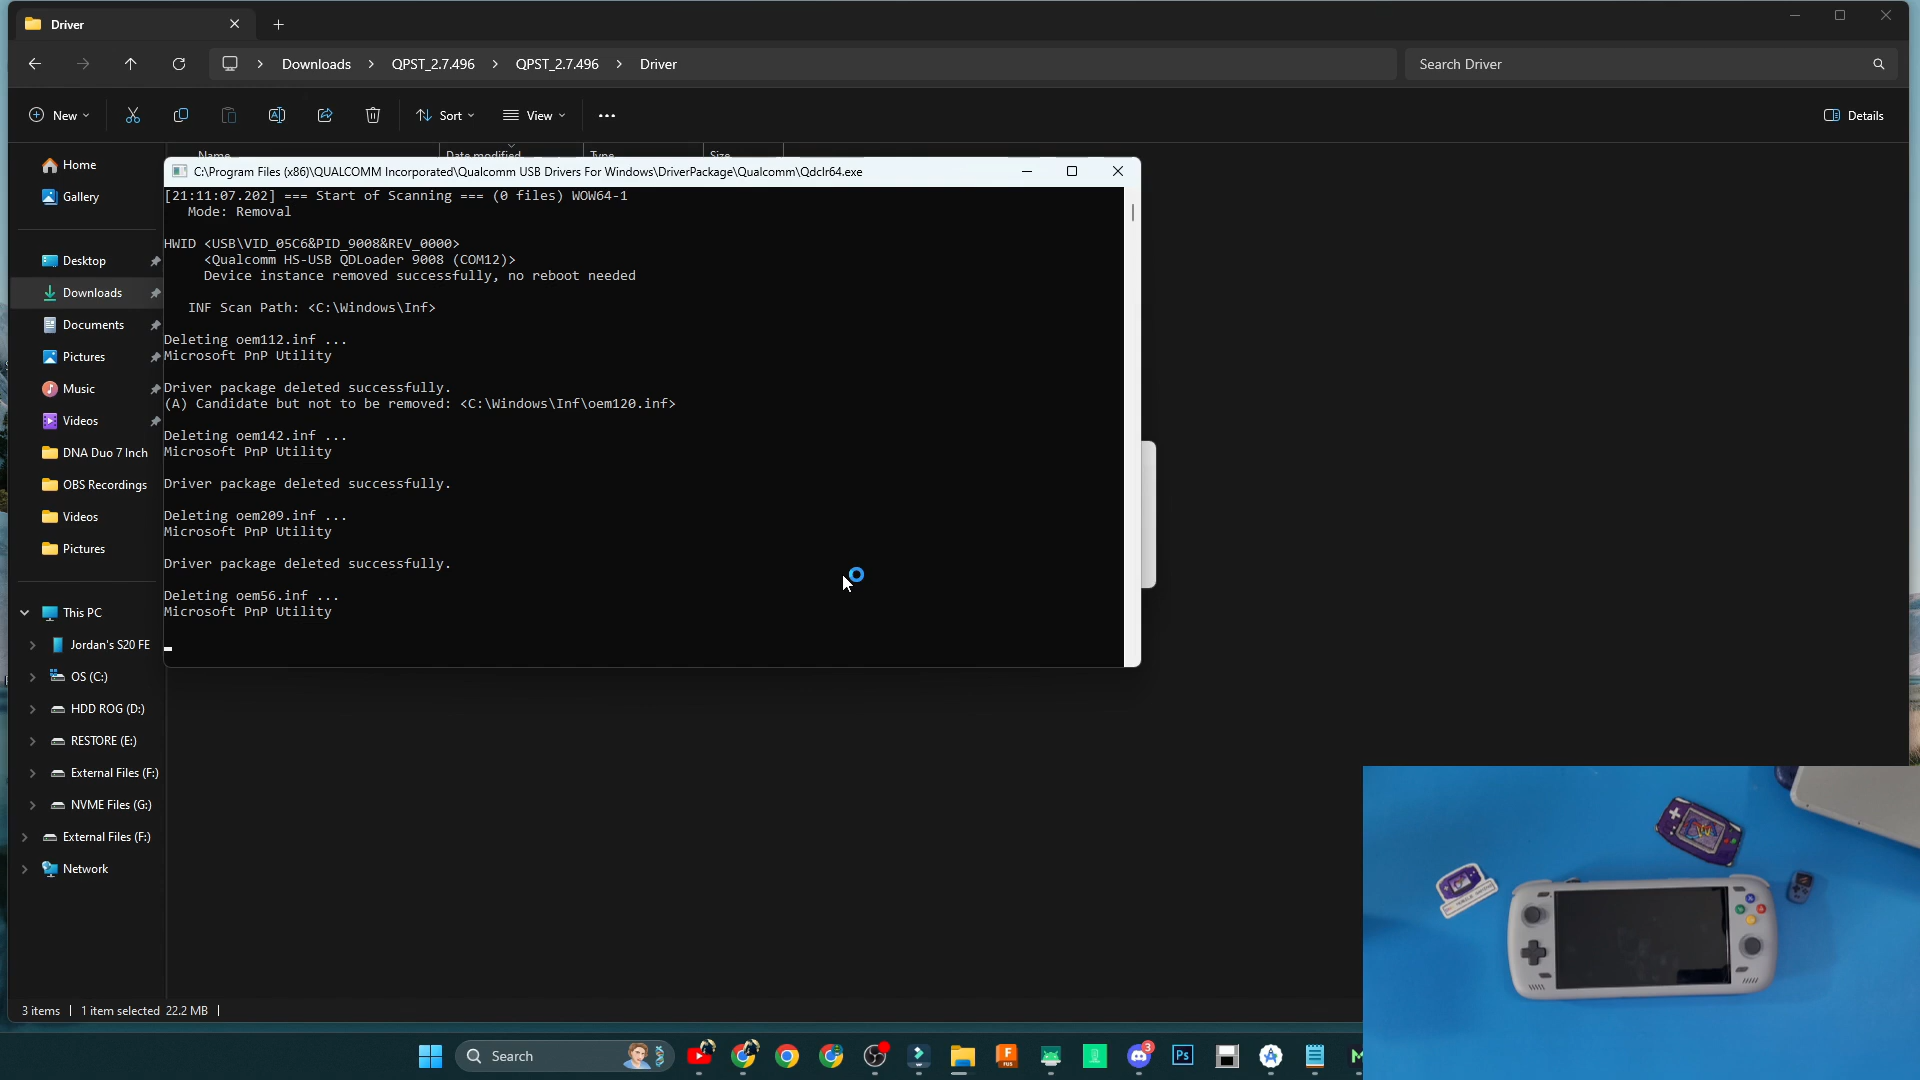 Driver
Downloads > QPST_2.7.496 > QPST_2.7.496 > Driver
Search Driver
New
Sort
View
Details
Name
Date modified
Type
Size
Home
Gallery
Desktop
Downloads
Documents
Pictures
Music
Videos
DNA Duo 7 Inch
OBS Recordings
Videos
Pictures
This PC
Jordan's S20 FE
OS (C:)
HDD ROG (D:)
RESTORE (E:)
External Files (F:)
NVME Files (G:)
External Files (F:)
Network
C:\Program Files (x86)\QUALCOMM Incorporated\Qualcomm USB Drivers For Windows\DriverPackage\Qualcomm\Qdclr64.exe
[21:11:07.202] === Start of Scanning === (0 files) WOW64-1
Mode: Removal
HWID <USB\VID_05C6&PID_9008&REV_0000>
<Qualcomm HS-USB QDLoader 9008 (COM12)>
Device instance removed successfully, no reboot needed
INF Scan Path: <C:\Windows\Inf>
Deleting oem112.inf ...
Microsoft PnP Utility
Driver package deleted successfully.
(A) Candidate but not to be removed: <C:\Windows\Inf\oem120.inf>
Deleting oem142.inf ...
Microsoft PnP Utility
Driver package deleted successfully.
Deleting oem209.inf ...
Microsoft PnP Utility
Driver package deleted successfully.
Deleting oem56.inf ...
Microsoft PnP Utility
3 items
1 item selected 22.2 MB
Search
F
3
Ps